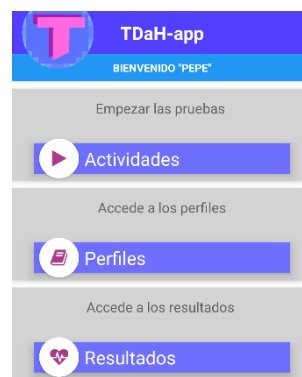 T
TDaH-app
BIENVENIDO "PEPE"
Empezar las pruebas
Actividades
Accede a los perfiles
Perfiles
Accede a los resultados
Resultados